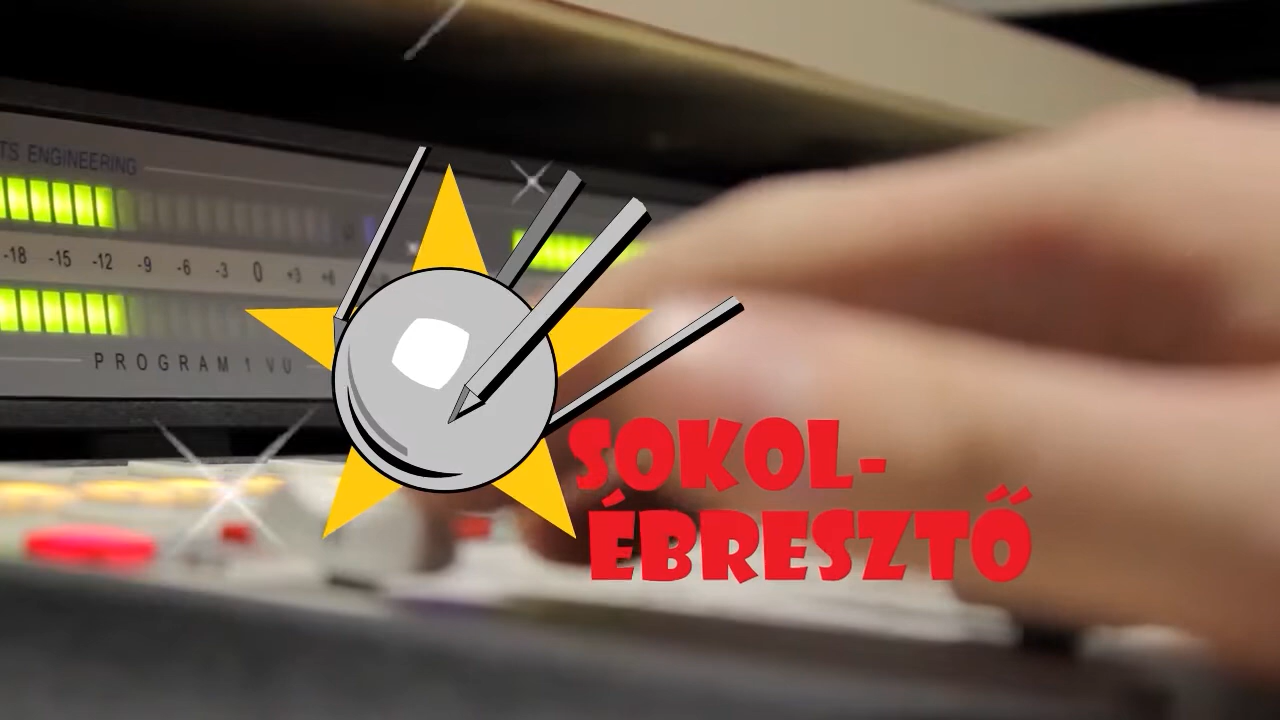 TS ENGINEERING
-18 -15 -12 -9 -6 -3 0 +3 +6
PROGRAM 1 VU
SOKOL-
ÉBRESZTŐ